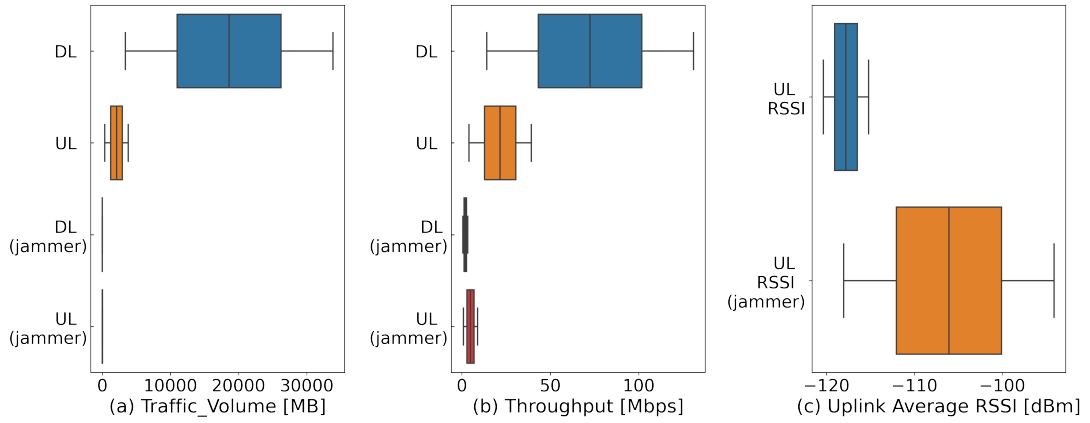 DL
UL
DL
(jammer)
UL
(jammer)
0 10000 20000 30000
(a) Traffic_Volume [MB]
DL
UL
DL
(jammer)
UL
(jammer)
0 50 100
(b) Throughput [Mbps]
UL
RSSI
UL
RSSI
(jammer)
−120 −110 −100
(c) Uplink Average RSSI [dBm]